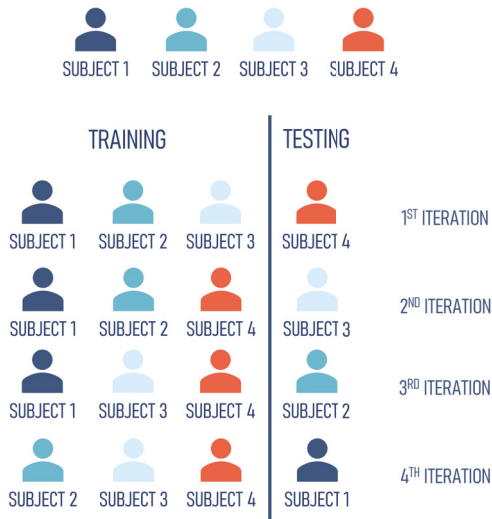 SUBJECT 1 SUBJECT 2 SUBJECT 3 SUBJECT 4
TRAINING TESTING
SUBJECT 1 SUBJECT 2 SUBJECT 3 SUBJECT 4 1ST ITERATION
SUBJECT 1 SUBJECT 2 SUBJECT 4 SUBJECT 3 2ND ITERATION
SUBJECT 1 SUBJECT 3 SUBJECT 4 SUBJECT 2 3RD ITERATION
SUBJECT 2 SUBJECT 3 SUBJECT 4 SUBJECT 1 4TH ITERATION